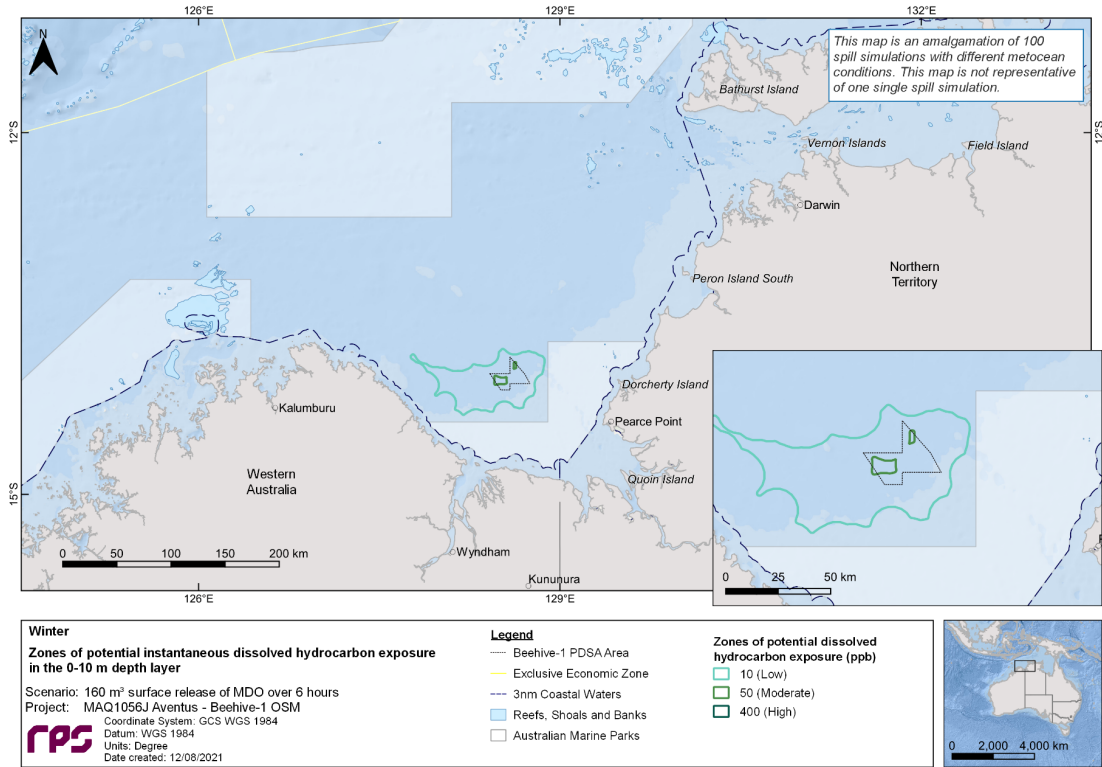 126°E
129°E
132°E
N
This map is an amalgamation of 100
spill simulations with different metocean
conditions. This map is not representative
of one single spill simulation.
Bathurst Island
12°S
12°S
Vernon Islands
Field Island
Darwin
Peron Island South
Northern
Territory
Dorcherty Island
Kalumburu
Pearce Point
Western
Australia
Quoin Island
15°S
0 50 100 150 200 km
Wyndham
Kununura
0 25 50 km
P
126°E
129°E
Winter
Zones of potential instantaneous dissolved hydrocarbon exposure
in the 0-10 m depth layer
Scenario: 160 m³ surface release of MDO over 6 hours
Project: MAQ1056J Aventus - Beehive-1 OSM
rps
Coordinate System: GCS WGS 1984
Datum: WGS 1984
Units: Degree
Date created: 12/08/2021
Legend
Beehive-1 PDSA Area
Exclusive Economic Zone
3nm Coastal Waters
Reefs, Shoals and Banks
Australian Marine Parks
Zones of potential dissolved
hydrocarbon exposure (ppb)
10 (Low)
50 (Moderate)
400 (High)
0 2,000 4,000 km